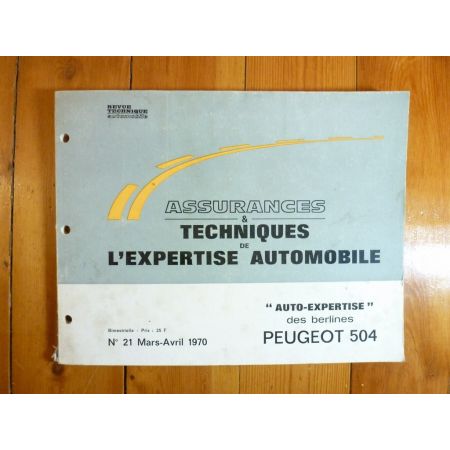 REVUE
TECHNIQUE
automobile
ASSURANCES
&
TECHNIQUES
DE
L'EXPERTISE AUTOMOBILE
Bimestrielle - Prix : 25 F
N° 21 Mars-Avril 1970
" AUTO-EXPERTISE "
des berlines
PEUGEOT 504